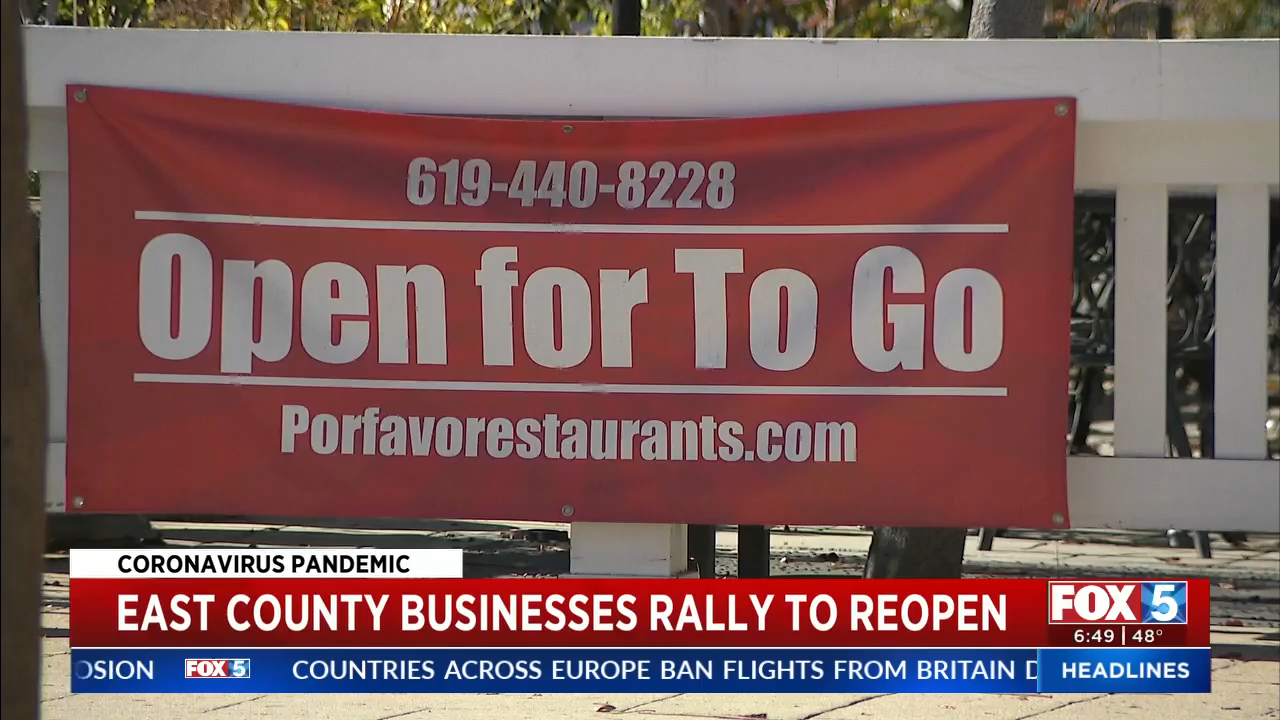 619-440-8228
Open for To Go
Porfavorestaurants.com
CORONAVIRUS PANDEMIC
EAST COUNTY BUSINESSES RALLY TO REOPEN
FOX 5
6:49 | 48°
OSION FOX 5 COUNTRIES ACROSS EUROPE BAN FLIGHTS FROM BRITAIN D
HEADLINES